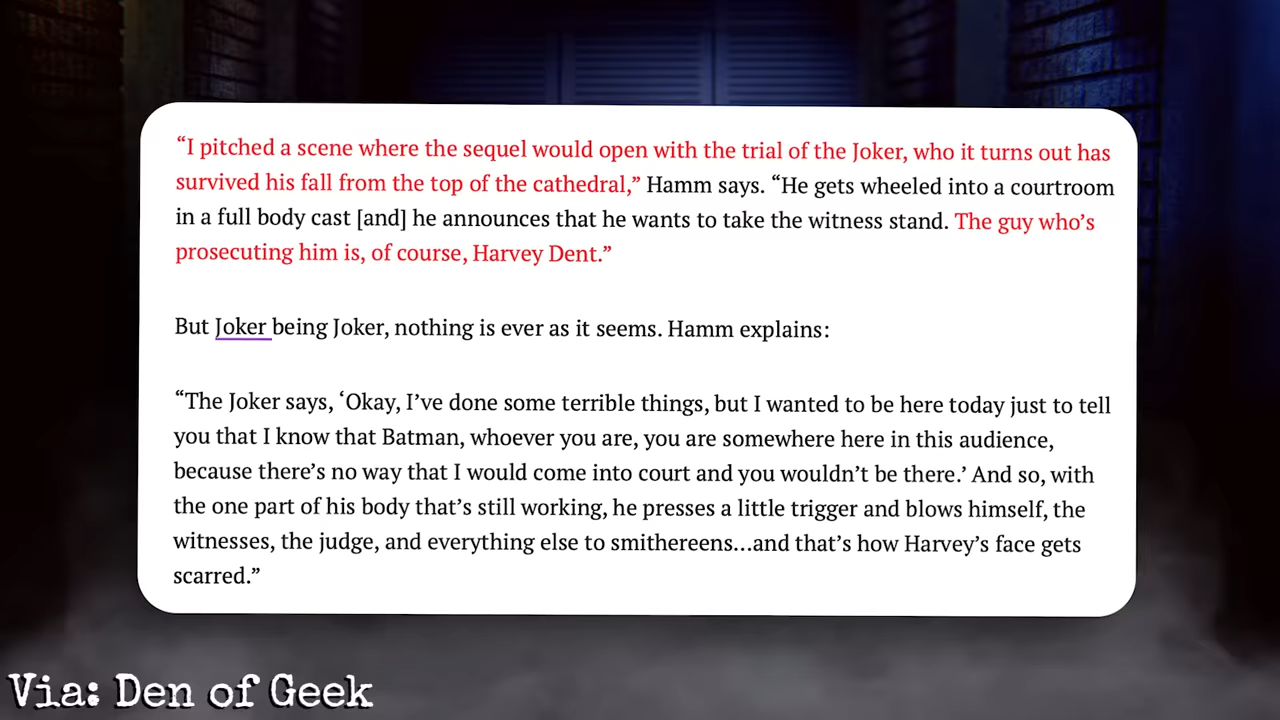 “I pitched a scene where the sequel would open with the trial of the Joker, who it turns out has
survived his fall from the top of the cathedral,” Hamm says. “He gets wheeled into a courtroom
in a full body cast [and] he announces that he wants to take the witness stand. The guy who’s
prosecuting him is, of course, Harvey Dent.”
But Joker being Joker, nothing is ever as it seems. Hamm explains:
“The Joker says, ‘Okay, I’ve done some terrible things, but I wanted to be here today just to tell
you that I know that Batman, whoever you are, you are somewhere here in this audience,
because there’s no way that I would come into court and you wouldn’t be there.’ And so, with
the one part of his body that’s still working, he presses a little trigger and blows himself, the
witnesses, the judge, and everything else to smithereens…and that’s how Harvey’s face gets
scarred.”
Via: Den of Geek